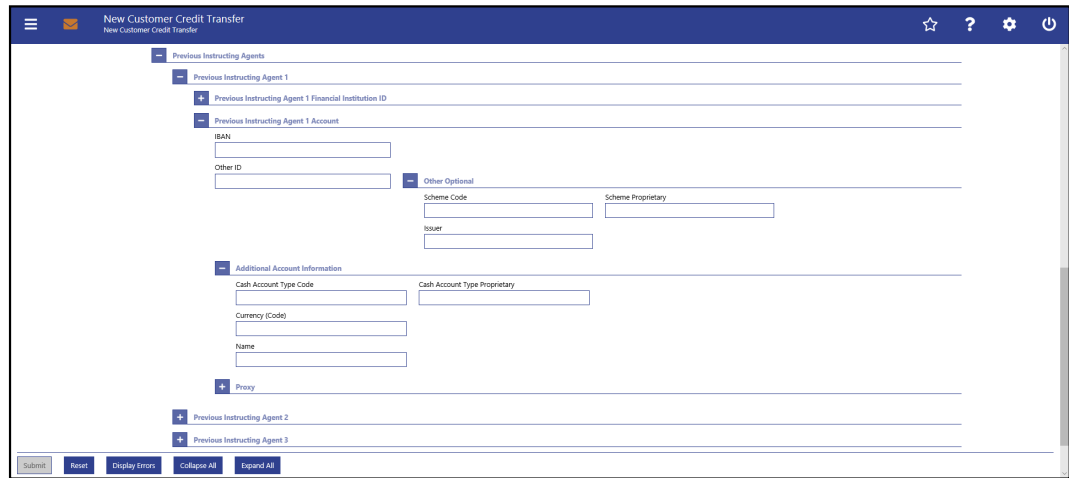 New Customer Credit Transfer
New Customer Credit Transfer
Previous Instructing Agents
Previous Instructing Agent 1
Previous Instructing Agent 1 Financial Institution ID
Previous Instructing Agent 1 Account
IBAN
Other ID
Other Optional
Scheme Code Scheme Proprietary
Issuer
Additional Account Information
Cash Account Type Code Cash Account Type Proprietary
Currency (Code)
Name
Proxy
Previous Instructing Agent 2
Previous Instructing Agent 3
Submit Reset Display Errors Collapse All Expand All